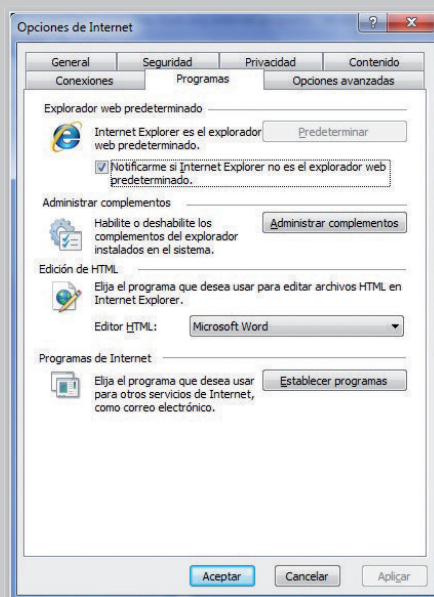 Opciones de Internet
General Seguridad Privacidad Contenido
Conexiones Programas Opciones avanzadas
Explorador web predeterminado
Internet Explorer es el explorador
web predeterminado.
Predeterminar
Notificarme si Internet Explorer no es el explorador web
predeterminado.
Administrar complementos
Habilite o deshabilite los
complementos del explorador
instalados en el sistema.
Administrar complementos
Edición de HTML
Elija el programa que desea usar para editar archivos HTML en
Internet Explorer.
Editor HTML: Microsoft Word
Programas de Internet
Elija el programa que desea usar
para otros servicios de Internet,
como correo electrónico.
Establecer programas
Aceptar Cancelar Aplicar